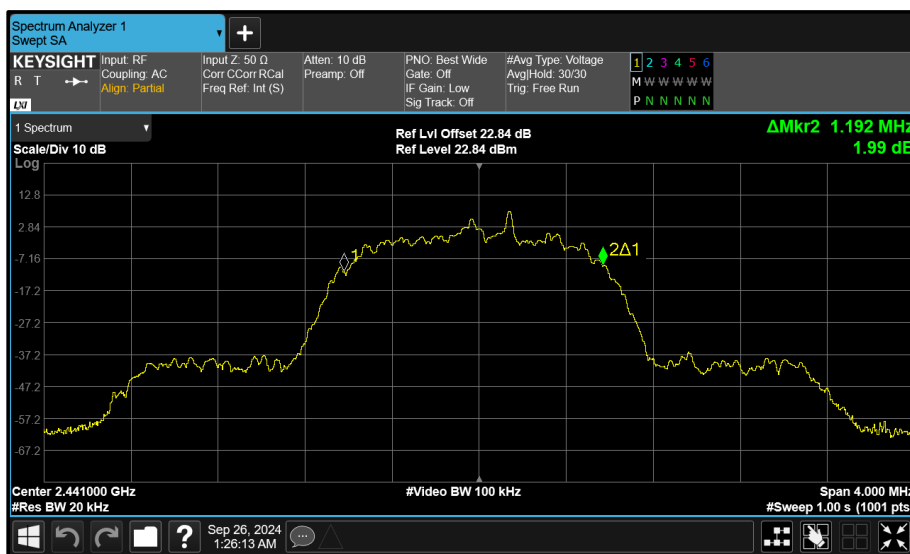 Spectrum Analyzer 1
Swept SA
KEYSIGHT
R T
LXI
Input: RF
Coupling: AC
Align: Partial
Input Z: 50 Ω
Corr CCorr RCal
Freq Ref: Int (S)
Atten: 10 dB
Preamp: Off
PNO: Best Wide
Gate: Off
IF Gain: Low
Sig Track: Off
#Avg Type: Voltage
Avg|Hold: 30/30
Trig: Free Run
1 2 3 4 5 6
M W W W W W
P N N N N N
1 Spectrum
Scale/Div 10 dB
Ref Lvl Offset 22.84 dB
Ref Level 22.84 dBm
ΔMkr2 1.192 MHz
1.99 dB
Log
12.8
2.84
-7.16
-17.2
-27.2
-37.2
-47.2
-57.2
-67.2
1
2Δ1
Center 2.441000 GHz
#Res BW 20 kHz
#Video BW 100 kHz
Span 4.000 MHz
#Sweep 1.00 s (1001 pts
?
Sep 26, 2024
1:26:13 AM